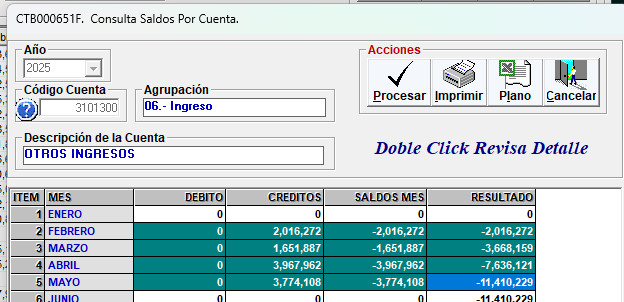 CTB000651F. Consulta Saldos Por Cuenta.
Año
2025
Código Cuenta
3101300
Agrupación
06.- Ingreso
Descripción de la Cuenta
OTROS INGRESOS
Acciones
Procesar Imprimir Plano Cancelar
Doble Click Revisa Detalle
ITEM MES DEBITO CREDITOS SALDOS MES RESULTADO
1 ENERO 0 0 0 0
2 FEBRERO 0 2,016,272 -2,016,272 -2,016,272
3 MARZO 0 1,651,887 -1,651,887 -3,668,159
4 ABRIL 0 3,967,962 -3,967,962 -7,636,121
5 MAYO 0 3,774,108 -3,774,108 -11,410,229
6 JUNIO 0 0 0 -11,410,229